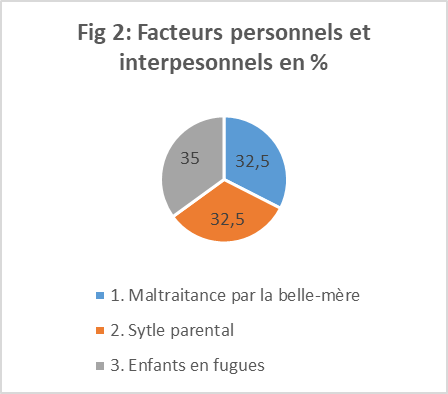 Fig 2: Facteurs personnels et
interpesonnels en %
35
32,5
32,5
1. Maltraitance par la belle-mère
2. Sytle parental
3. Enfants en fugues